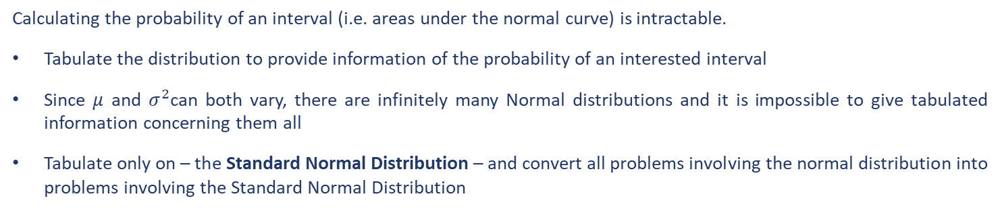 Calculating the probability of an interval (i.e. areas under the normal curve) is intractable.
• Tabulate the distribution to provide information of the probability of an interested interval
• Since μ and σ² can both vary, there are infinitely many Normal distributions and it is impossible to give tabulated
information concerning them all
• Tabulate only on – the Standard Normal Distribution – and convert all problems involving the normal distribution into
problems involving the Standard Normal Distribution